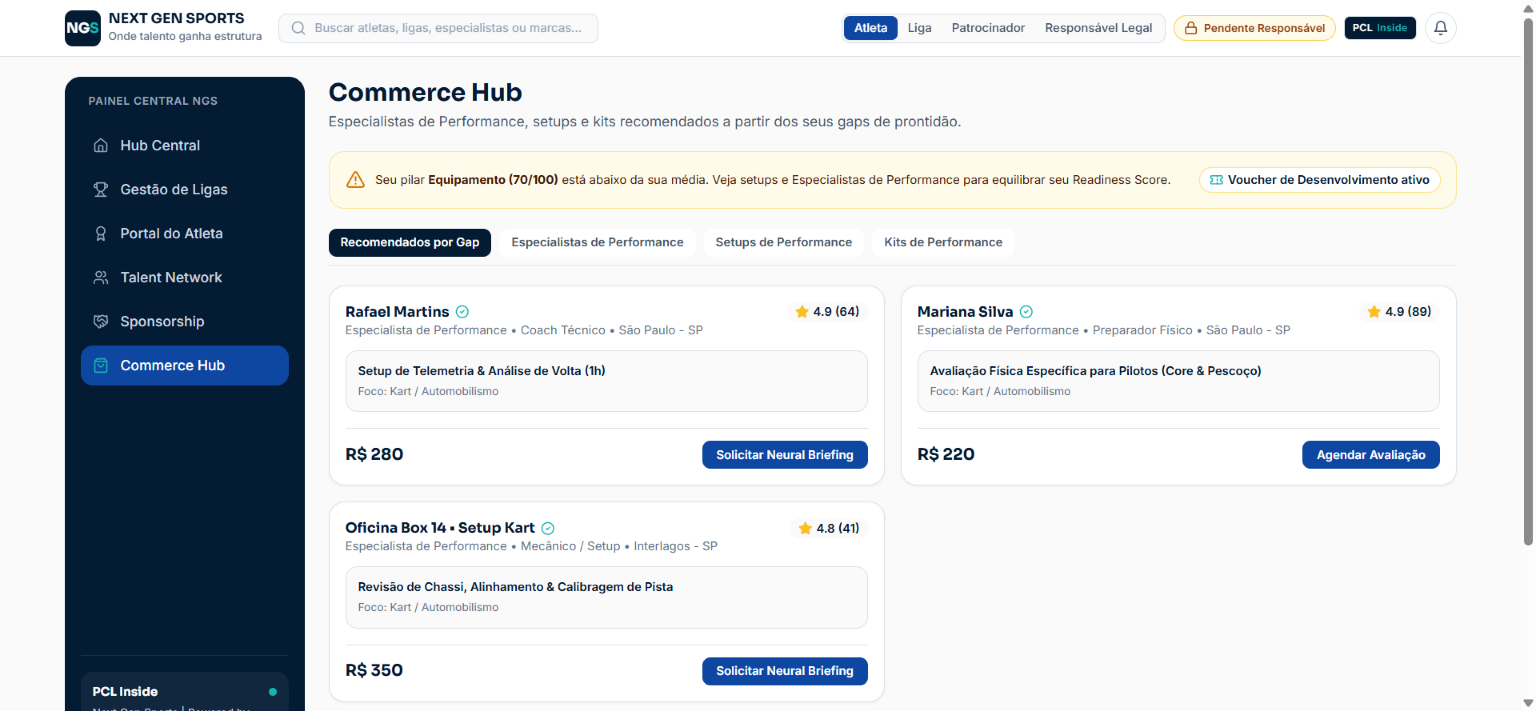 NGS
NEXT GEN SPORTS
Onde talento ganha estrutura
Buscar atletas, ligas, especialistas ou marcas...
Atleta
Liga
Patrocinador
Responsável Legal
Pendente Responsável
PCL Inside
PAINEL CENTRAL NGS
Hub Central
Gestão de Ligas
Portal do Atleta
Talent Network
Sponsorship
Commerce Hub
PCL Inside
Next Gen Sports | Powered by
Commerce Hub
Especialistas de Performance, setups e kits recomendados a partir dos seus gaps de prontidão.
Seu pilar Equipamento (70/100) está abaixo da sua média. Veja setups e Especialistas de Performance para equilibrar seu Readiness Score.
Voucher de Desenvolvimento ativo
Recomendados por Gap
Especialistas de Performance
Setups de Performance
Kits de Performance
Rafael Martins
4.9 (64)
Especialista de Performance • Coach Técnico • São Paulo - SP
Setup de Telemetria & Análise de Volta (1h)
Foco: Kart / Automobilismo
R$ 280
Solicitar Neural Briefing
Mariana Silva
4.9 (89)
Especialista de Performance • Preparador Físico • São Paulo - SP
Avaliação Física Específica para Pilotos (Core & Pescoço)
Foco: Kart / Automobilismo
R$ 220
Agendar Avaliação
Oficina Box 14 • Setup Kart
4.8 (41)
Especialista de Performance • Mecânico / Setup • Interlagos - SP
Revisão de Chassi, Alinhamento & Calibragem de Pista
Foco: Kart / Automobilismo
R$ 350
Solicitar Neural Briefing